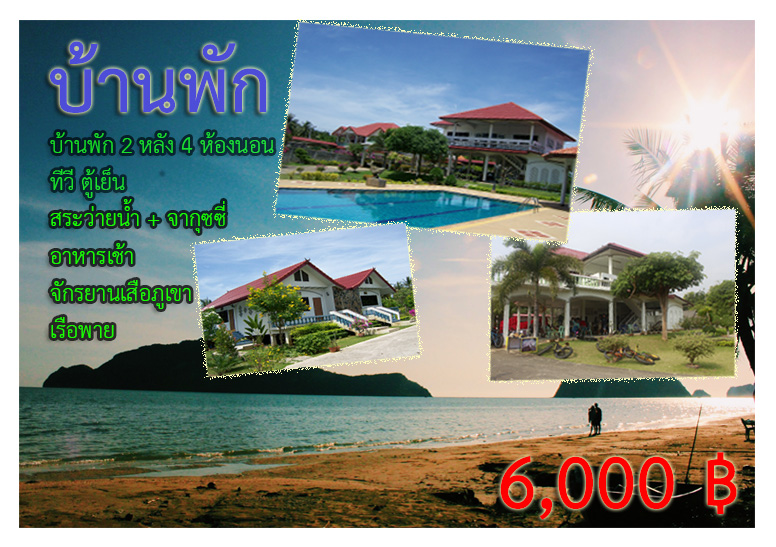 บ้านพัก
บ้านพัก 2 หลัง 4 ห้องนอน
ทีวี ตู้เย็น
สระว่ายน้ำ + จากุซซี่
อาหารเช้า
จักรยานเสือภูเขา
เรือพาย
6,000 ฿